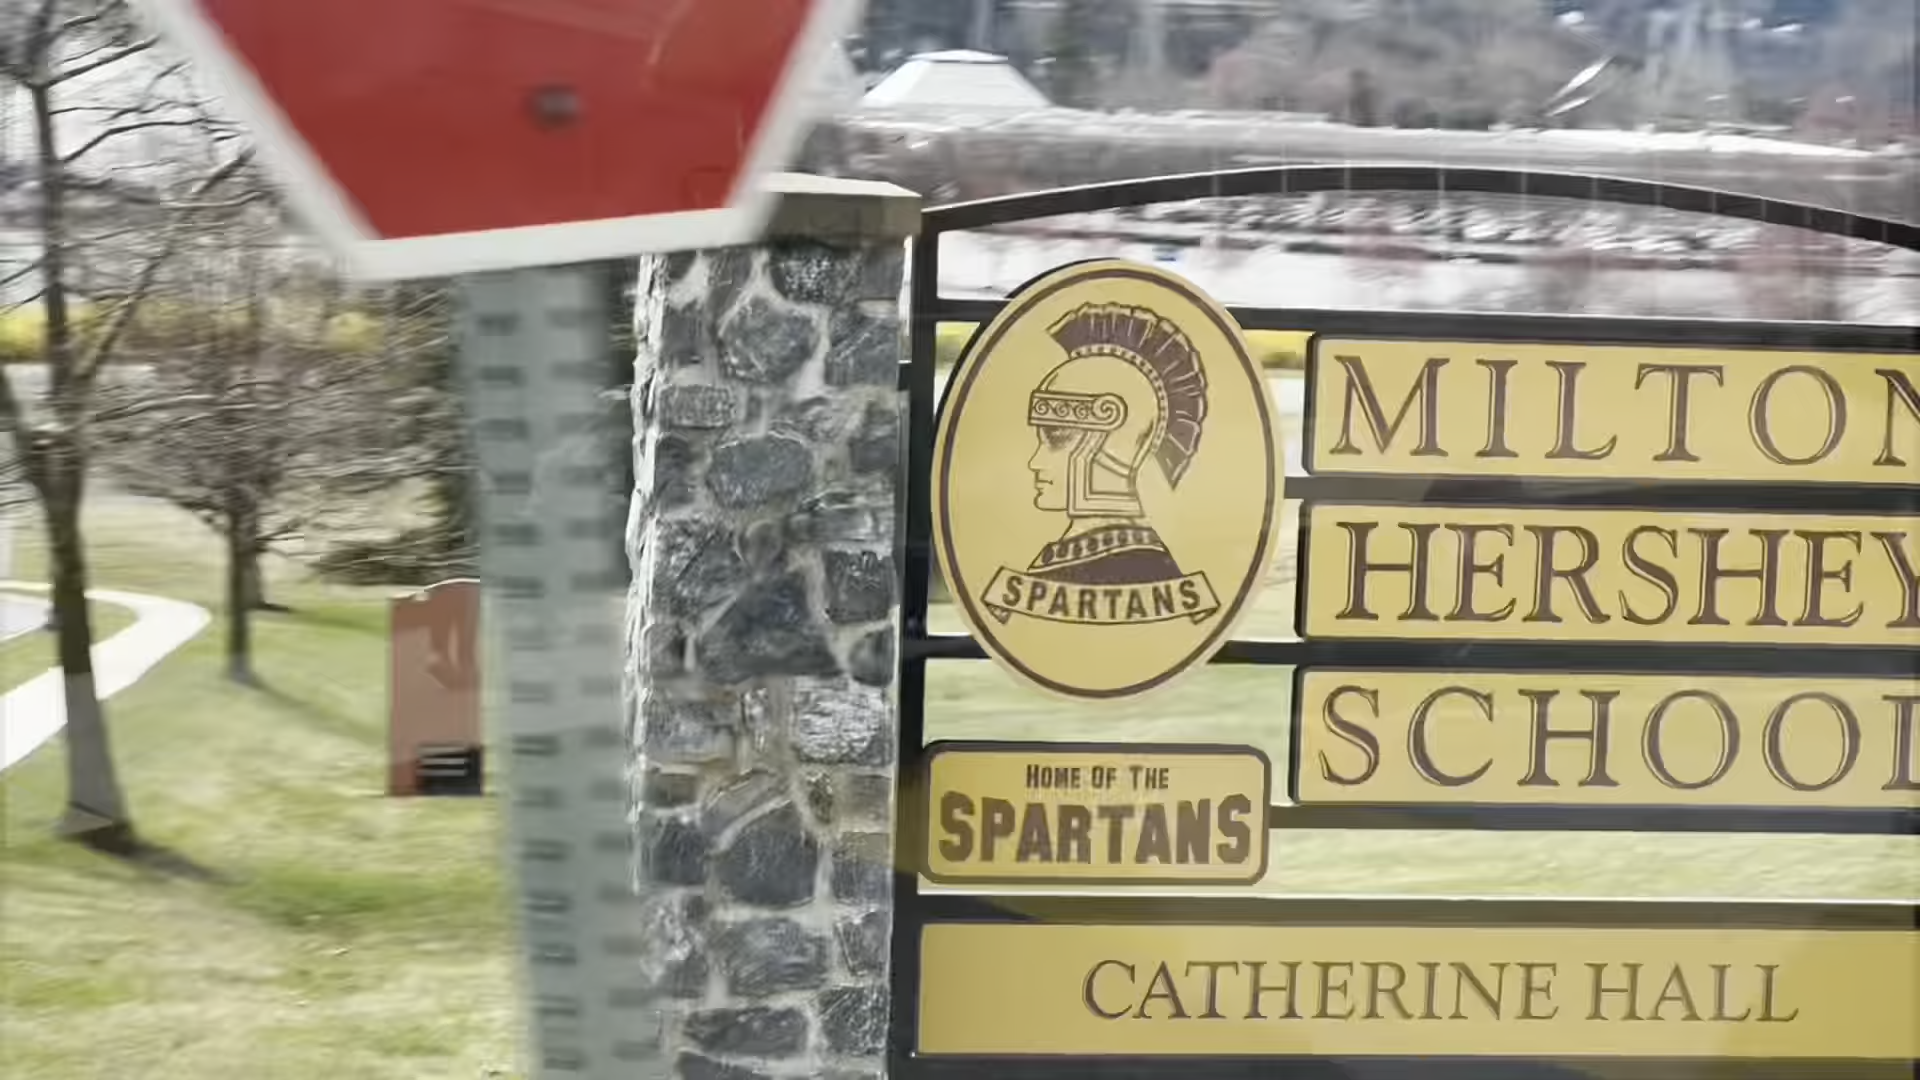 SPARTANS
MILTON
HERSHEY
SCHOOL
HOME OF THE
SPARTANS
CATHERINE HALL